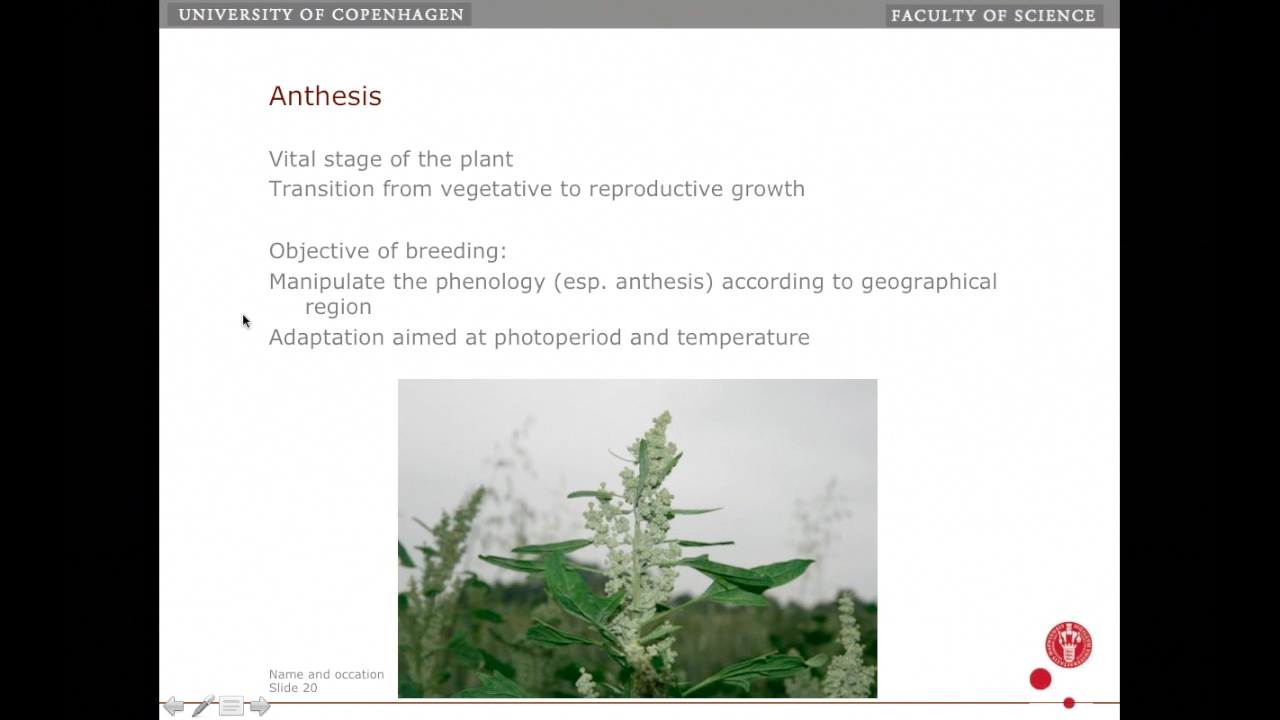 UNIVERSITY OF COPENHAGEN
FACULTY OF SCIENCE
Anthesis
Vital stage of the plant
Transition from vegetative to reproductive growth
Objective of breeding:
Manipulate the phenology (esp. anthesis) according to geographical
region
Adaptation aimed at photoperiod and temperature
Name and occation
Slide 20